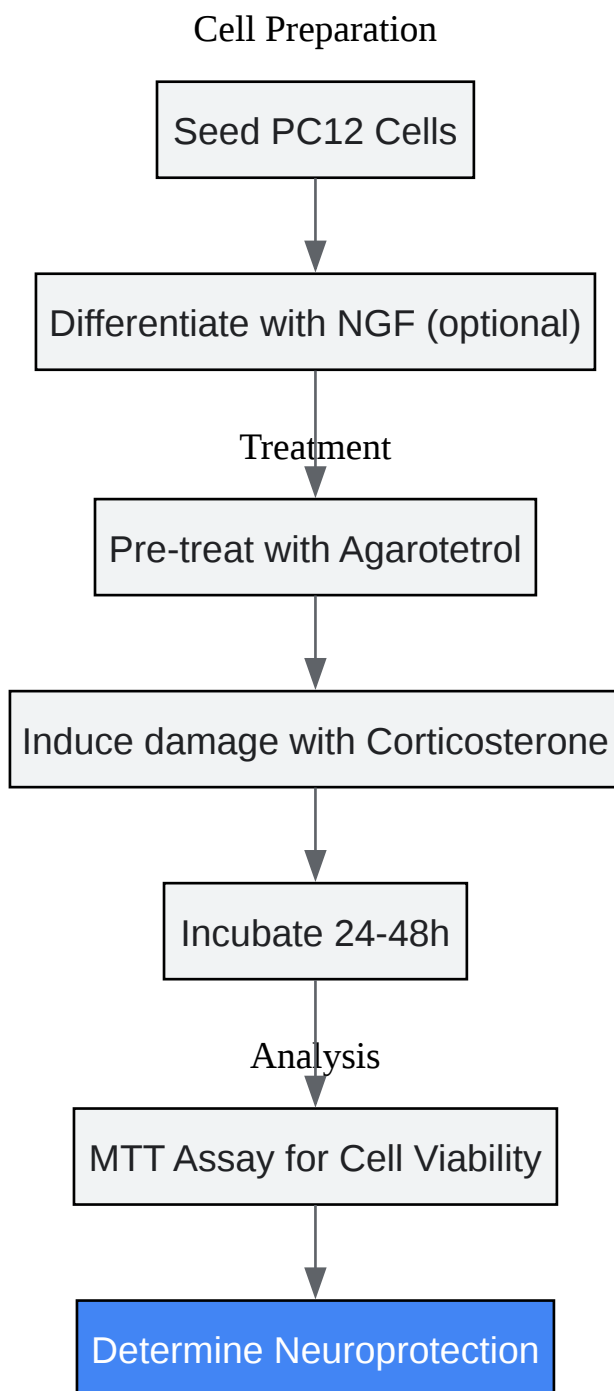 Cell Preparation
Seed PC12 Cells
Differentiate with NGF (optional)
Treatment
Pre-treat with Agarotetrol
Induce damage with Corticosterone
Incubate 24-48h
Analysis
MTT Assay for Cell Viability
Determine Neuroprotection